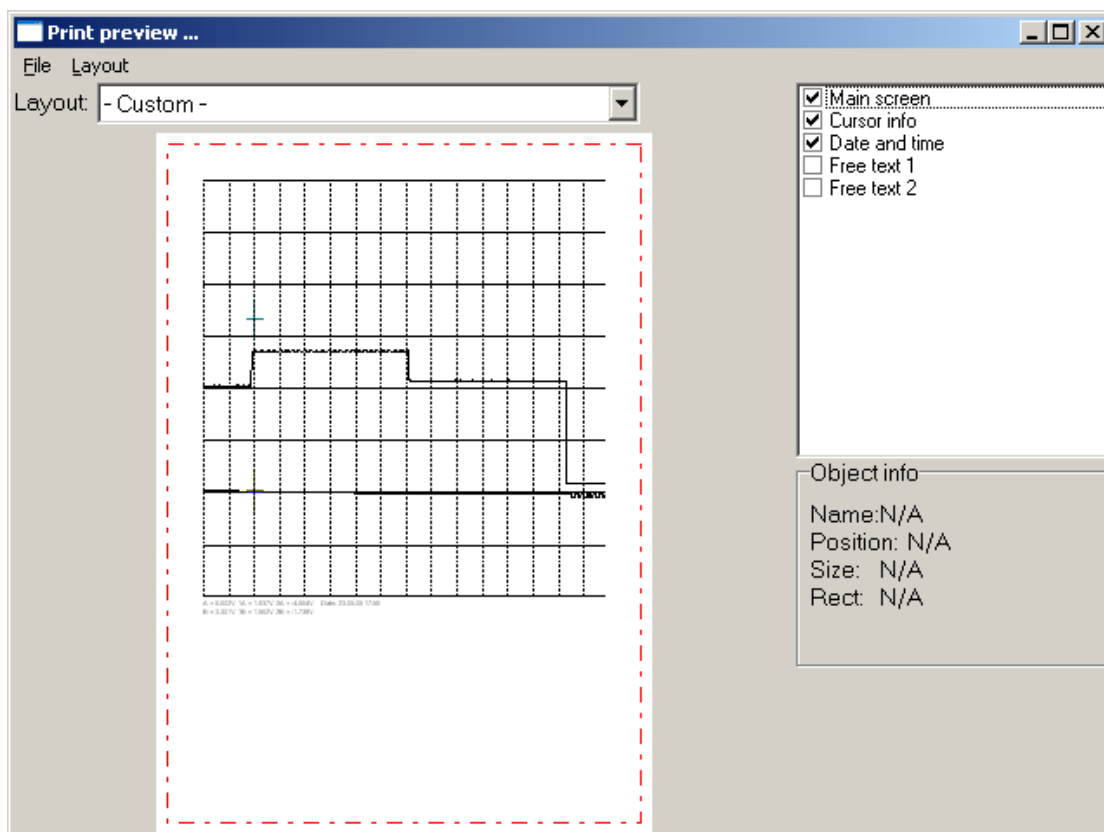 Print preview ...
File Layout
Layout: - Custom -
Main screen
Cursor info
Date and time
Free text 1
Free text 2
Object info
Name:N/A
Position: N/A
Size: N/A
Rect: N/A